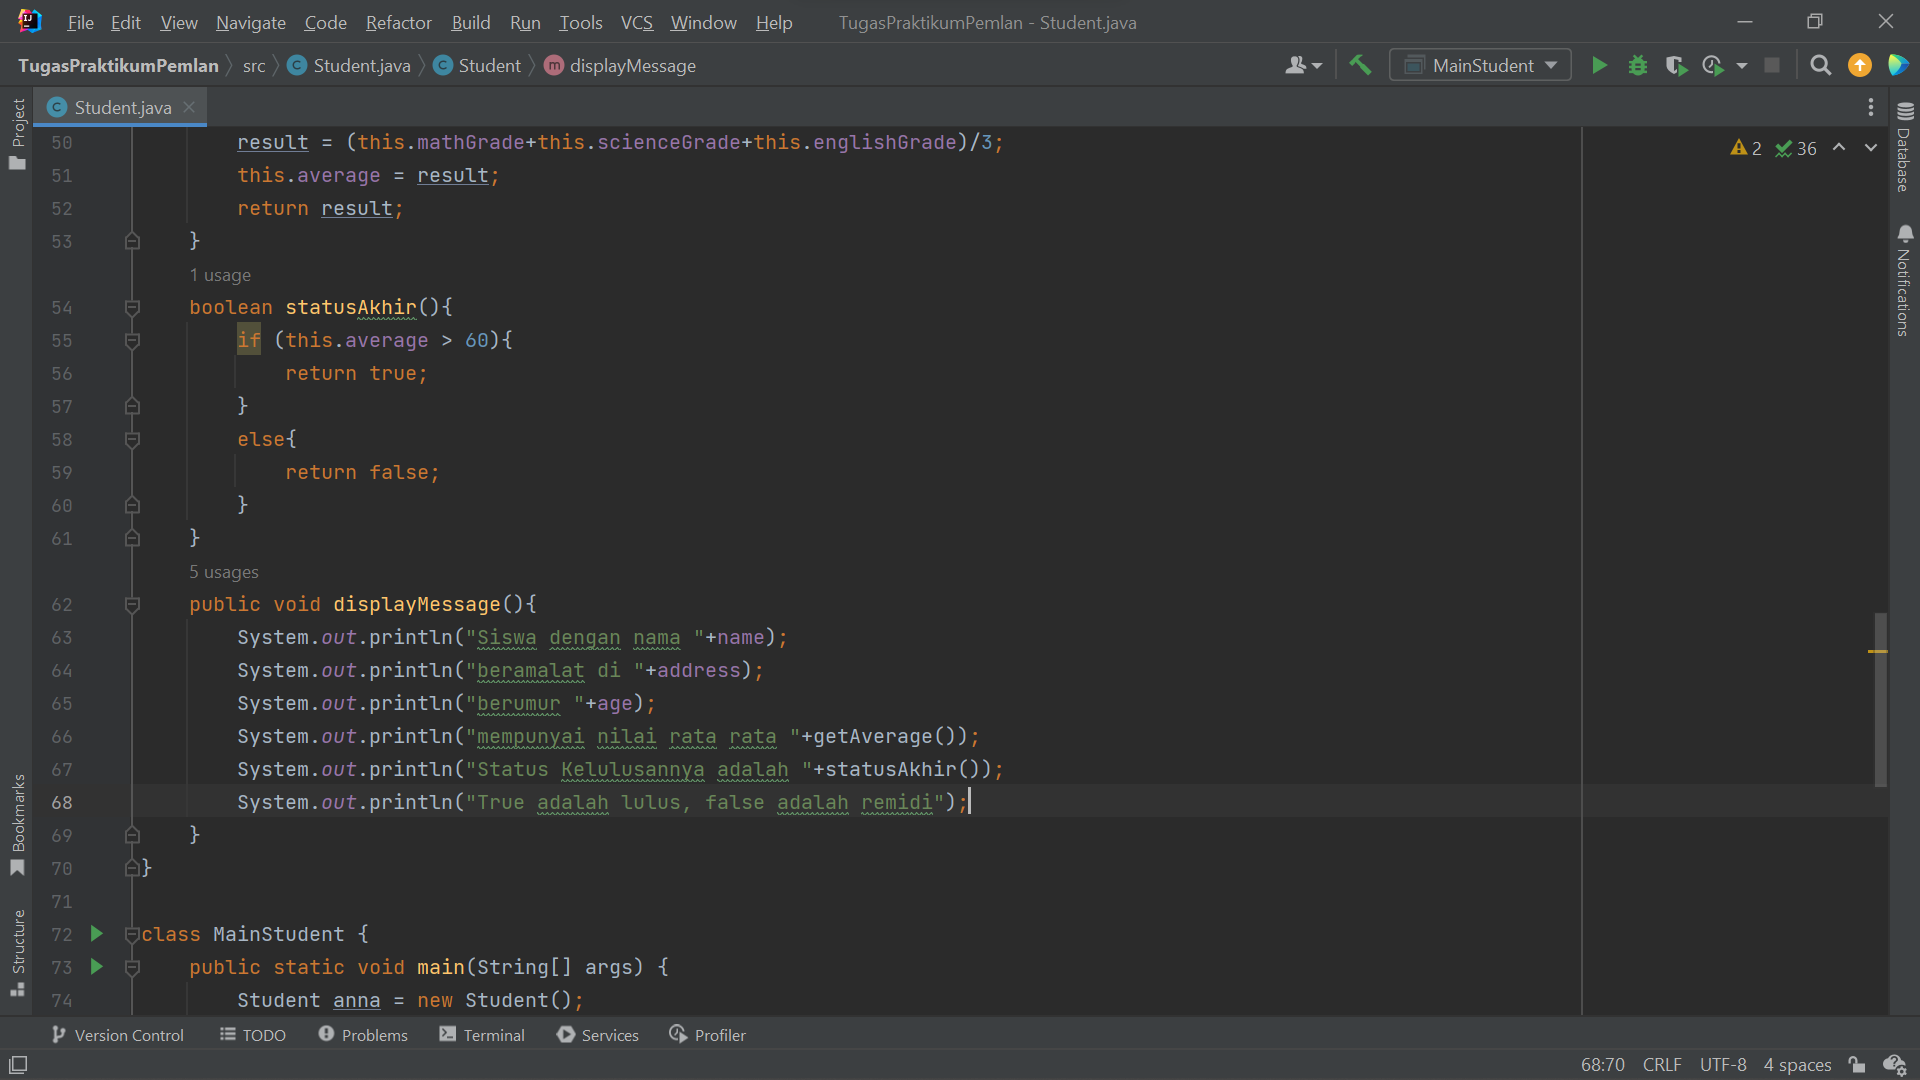 File Edit View Navigate Code Refactor Build Run Tools VCS Window Help TugasPraktikumPemlan - Student.java
TugasPraktikumPemlan src Student.java Student displayMessage MainStudent
Student.java
Project
Database
Notifications
Bookmarks
Structure
2 36
50 result = (this.mathGrade+this.scienceGrade+this.englishGrade)/3;
51 this.average = result;
52 return result;
53 }
1 usage
54 boolean statusAkhir(){
55 if (this.average > 60){
56 return true;
57 }
58 else{
59 return false;
60 }
61 }
5 usages
62 public void displayMessage(){
63 System.out.println("Siswa dengan nama "+name);
64 System.out.println("beramalat di "+address);
65 System.out.println("berumur "+age);
66 System.out.println("mempunyai nilai rata rata "+getAverage());
67 System.out.println("Status Kelulusannya adalah "+statusAkhir());
68 System.out.println("True adalah lulus, false adalah remidi");
69 }
70 }
71
72 class MainStudent {
73 public static void main(String[] args) {
74 Student anna = new Student();
Version Control TODO Problems Terminal Services Profiler
68:70 CRLF UTF-8 4 spaces